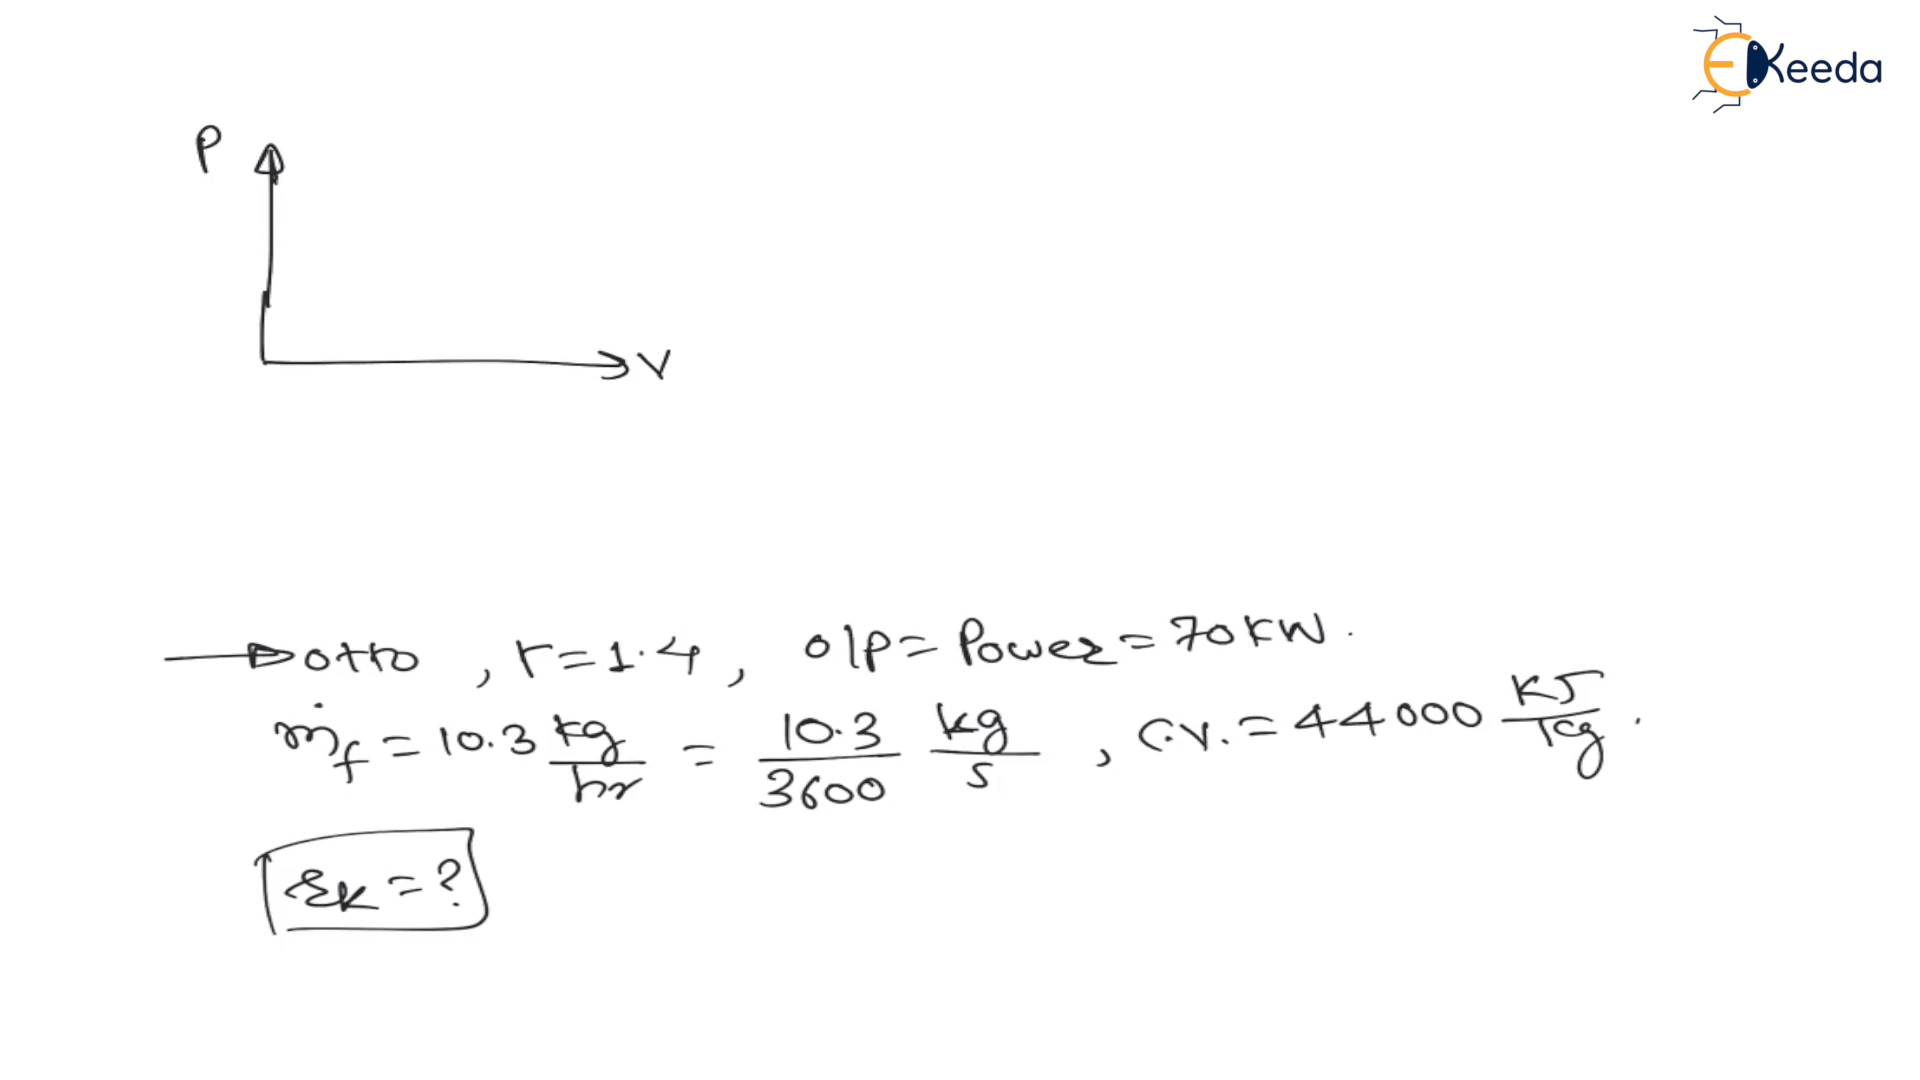 EKeeda
P
V
otto , r = 1.4 , o/p = Power = 70 KW .
ṁf = 10.3 kg/hr = 10.3/3600 kg/s , C.V. = 44000 KJ/kg .
rk = ?